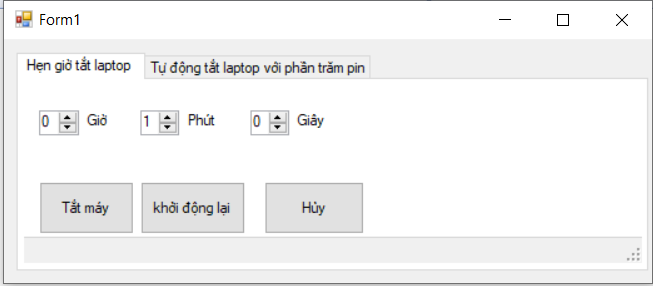 Form1
Hẹn giờ tắt laptop Tự động tắt laptop với phần trăm pin
0 Giờ 1 Phút 0 Giây
Tắt máy khởi động lại Hủy